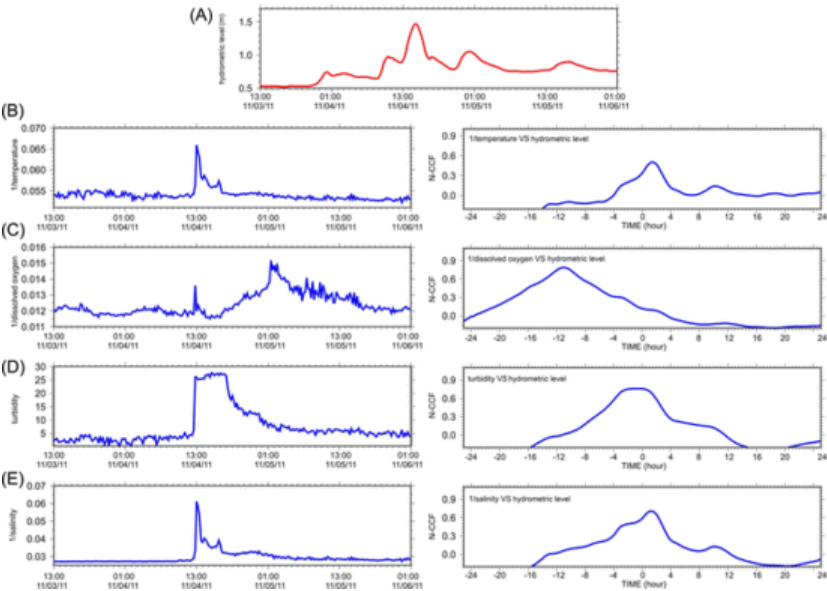 (A)
hydrometric level (m)
1.5
1.0
0.5
13:00 01:00 13:00 01:00 13:00 01:00
11/03/11 11/04/11 11/04/11 11/05/11 11/05/11 11/06/11
(B)
1/temperature
0.070
0.065
0.060
0.055
13:00 01:00 13:00 01:00 13:00 01:00
11/03/11 11/04/11 11/04/11 11/05/11 11/05/11 11/06/11
1/temperature VS hydrometric level
N-CCF
0.9
0.6
0.3
0.0
-24 -20 -16 -12 -8 -4 0 4 8 12 16 20 24
TIME (hour)
(C)
1/dissolved oxygen
0.016
0.015
0.014
0.013
0.012
0.011
13:00 01:00 13:00 01:00 13:00 01:00
11/03/11 11/04/11 11/04/11 11/05/11 11/05/11 11/06/11
1/dissolved oxygen VS hydrometric level
N-CCF
0.9
0.6
0.3
0.0
-24 -20 -16 -12 -8 -4 0 4 8 12 16 20 24
TIME (hour)
(D)
turbidity
30
25
20
15
10
5
13:00 01:00 13:00 01:00 13:00 01:00
11/03/11 11/04/11 11/04/11 11/05/11 11/05/11 11/06/11
turbidity VS hydrometric level
N-CCF
0.9
0.6
0.3
0.0
-24 -20 -16 -12 -8 -4 0 4 8 12 16 20 24
TIME (hour)
(E)
1/salinity
0.07
0.06
0.05
0.04
0.03
13:00 01:00 13:00 01:00 13:00 01:00
11/03/11 11/04/11 11/04/11 11/05/11 11/05/11 11/06/11
1/salinity VS hydrometric level
N-CCF
0.9
0.6
0.3
0.0
-24 -20 -16 -12 -8 -4 0 4 8 12 16 20 24
TIME (hour)